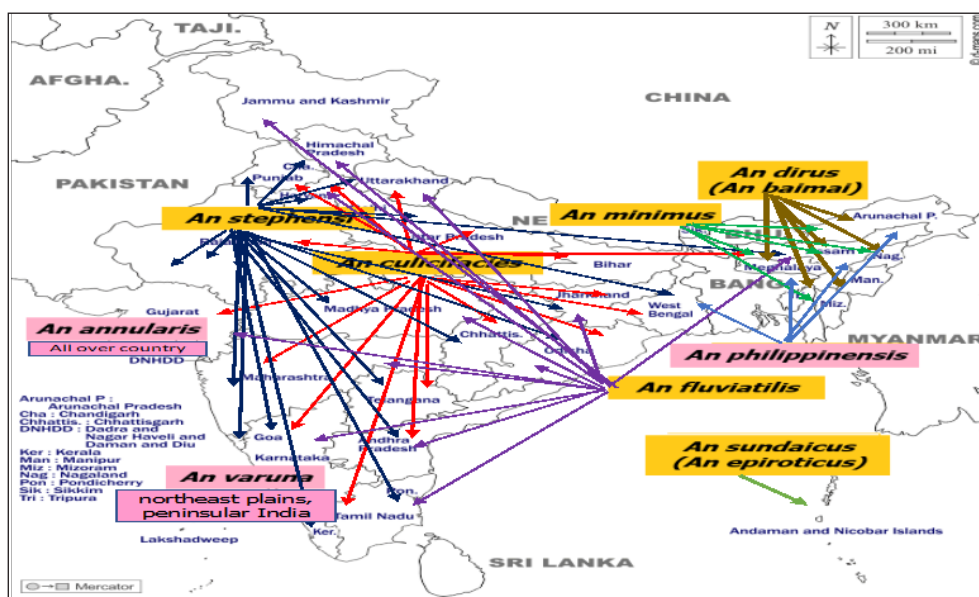 TAJI.
AFGHA.
PAKISTAN
CHINA
N
300 km
200 mi
Jammu and Kashmir
Himachal
Pradesh
Cha.
Punjab
Uttarakhand
An dirus
(An baimai)
Arunachal P.
An stephensi
NE
An minimus
BHU
Nag.
Meghalaya
Man.
An culicifacies
Bihar
BANG
Miz.
Jharkhand
West
Bengal
Gujarat
Madhya Pradesh
Chhattis.
Odisha
An annularis
All over country
DNHDD
MYANMAR
An philippinensis
An fluviatilis
Maharashtra
Telangana
Arunachal P :
Arunachal Pradesh
Cha : Chandigarh
Chhattis. : Chhattisgarh
DNHDD : Dadra and
Nagar Haveli and
Daman and Diu
Ker : Kerala
Man : Manipur
Miz : Mizoram
Nag : Nagaland
Pon : Pondicherry
Sik : Sikkim
Tri : Tripura
Goa
Andhra
Pradesh
Karnataka
An sundaicus
(An epiroticus)
An varuna
northeast plains,
peninsular India
Pon.
Tamil Nadu
Ker.
Lakshadweep
Andaman and Nicobar Islands
SRI LANKA
Mercator